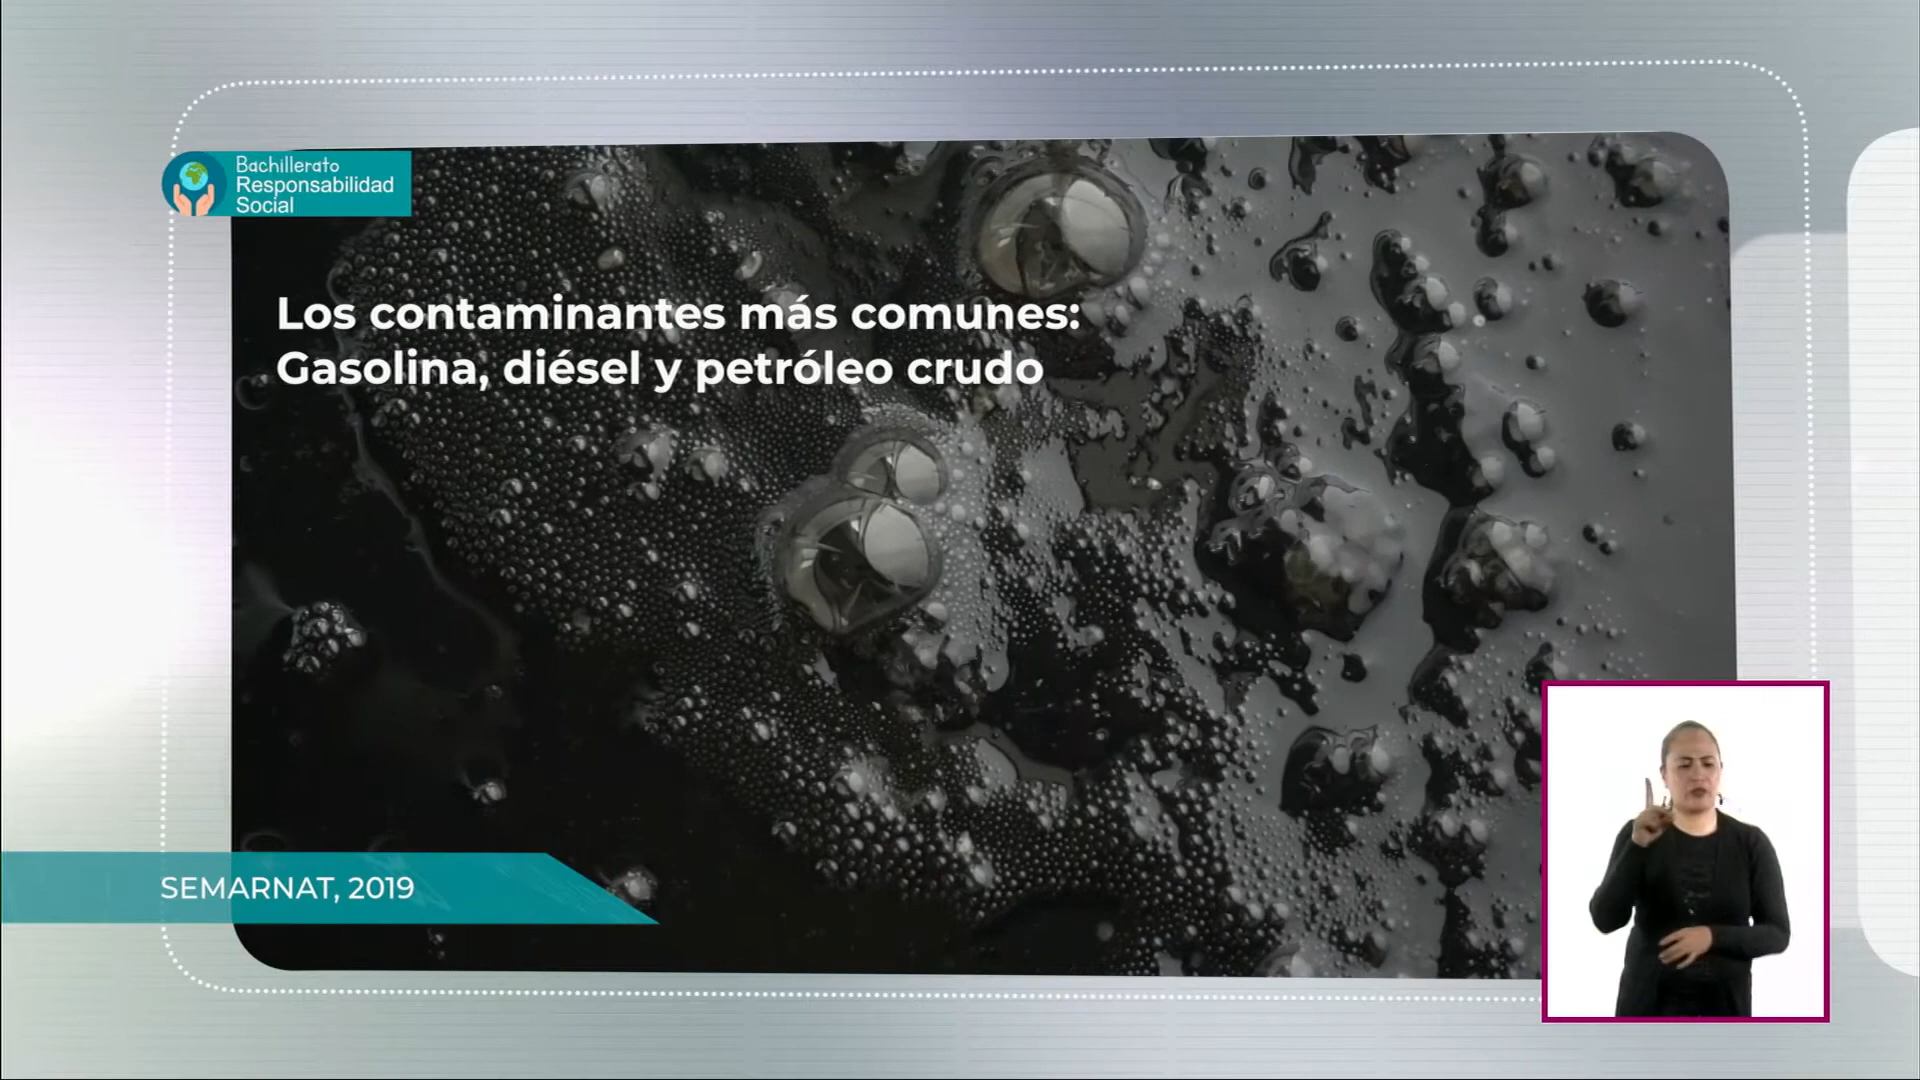 Bachillerato
Responsabilidad
Social
Los contaminantes más comunes:
Gasolina, diésel y petróleo crudo
SEMARNAT, 2019